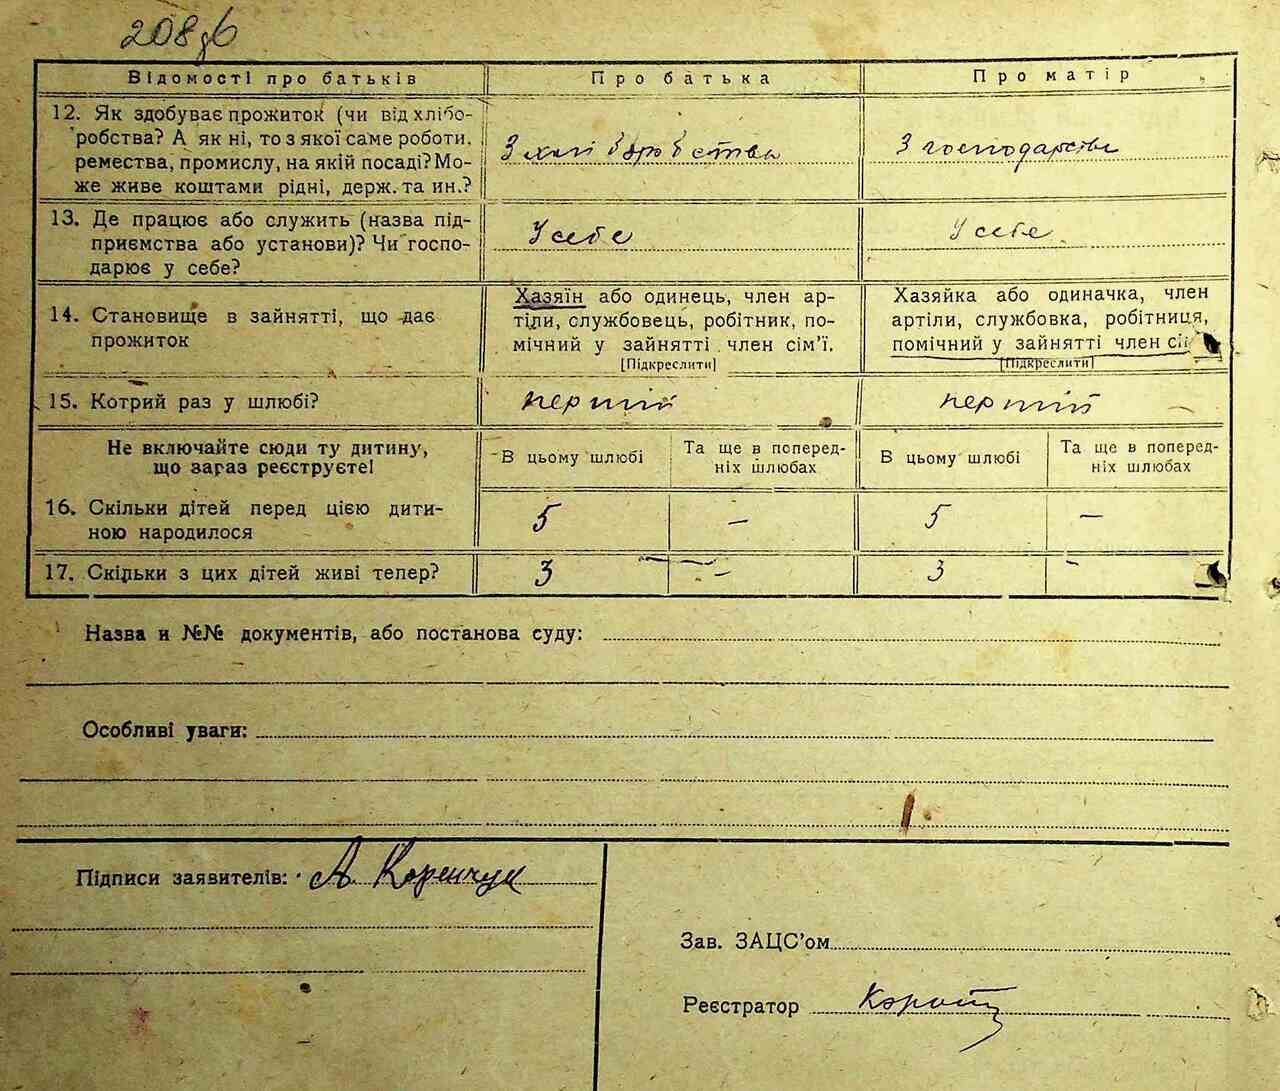 208
Відомості про батьків
Про батька
Про матір
12. Як здобуває прожиток (чи від хлібо-
робства? А як ні, то з якої саме роботи,
ремества, промислу, на якій посаді? Мо-
же живе коштами рідні, держ. та ин.?
З хліборобства
З господарства
13. Де працює або служить (назва під-
приємства або установи)? Чи госпо-
дарює у себе?
У себе
У себе
14. Становище в зайнятті, що дає
прожиток
Хазяїн або одинець, член ар-
тіли, службовець, робітник, по-
мічний у зайнятті член сім’ї.
[Підкреслити]
Хазяйка або одиначка, член
артіли, службовка, робітниця,
помічний у зайнятті член сі
[Підкреслити]
15. Котрий раз у шлюбі?
перший
перший
Не включайте сюди ту дитину,
що зараз реєструєте!
В цьому шлюбі
Та ще в поперед-
ніх шлюбах
В цьому шлюбі
Та ще в поперед-
ніх шлюбах
16. Скільки дітей перед цією дити-
ною народилося
5
—
5
—
17. Скільки з цих дітей живі тепер?
3
—
3
-
Назва и №№ документів, або постанова суду:
Особливі уваги:
Підписи заявителів: А Корейчук
Зав. ЗАЦС’ом
Реєстратор